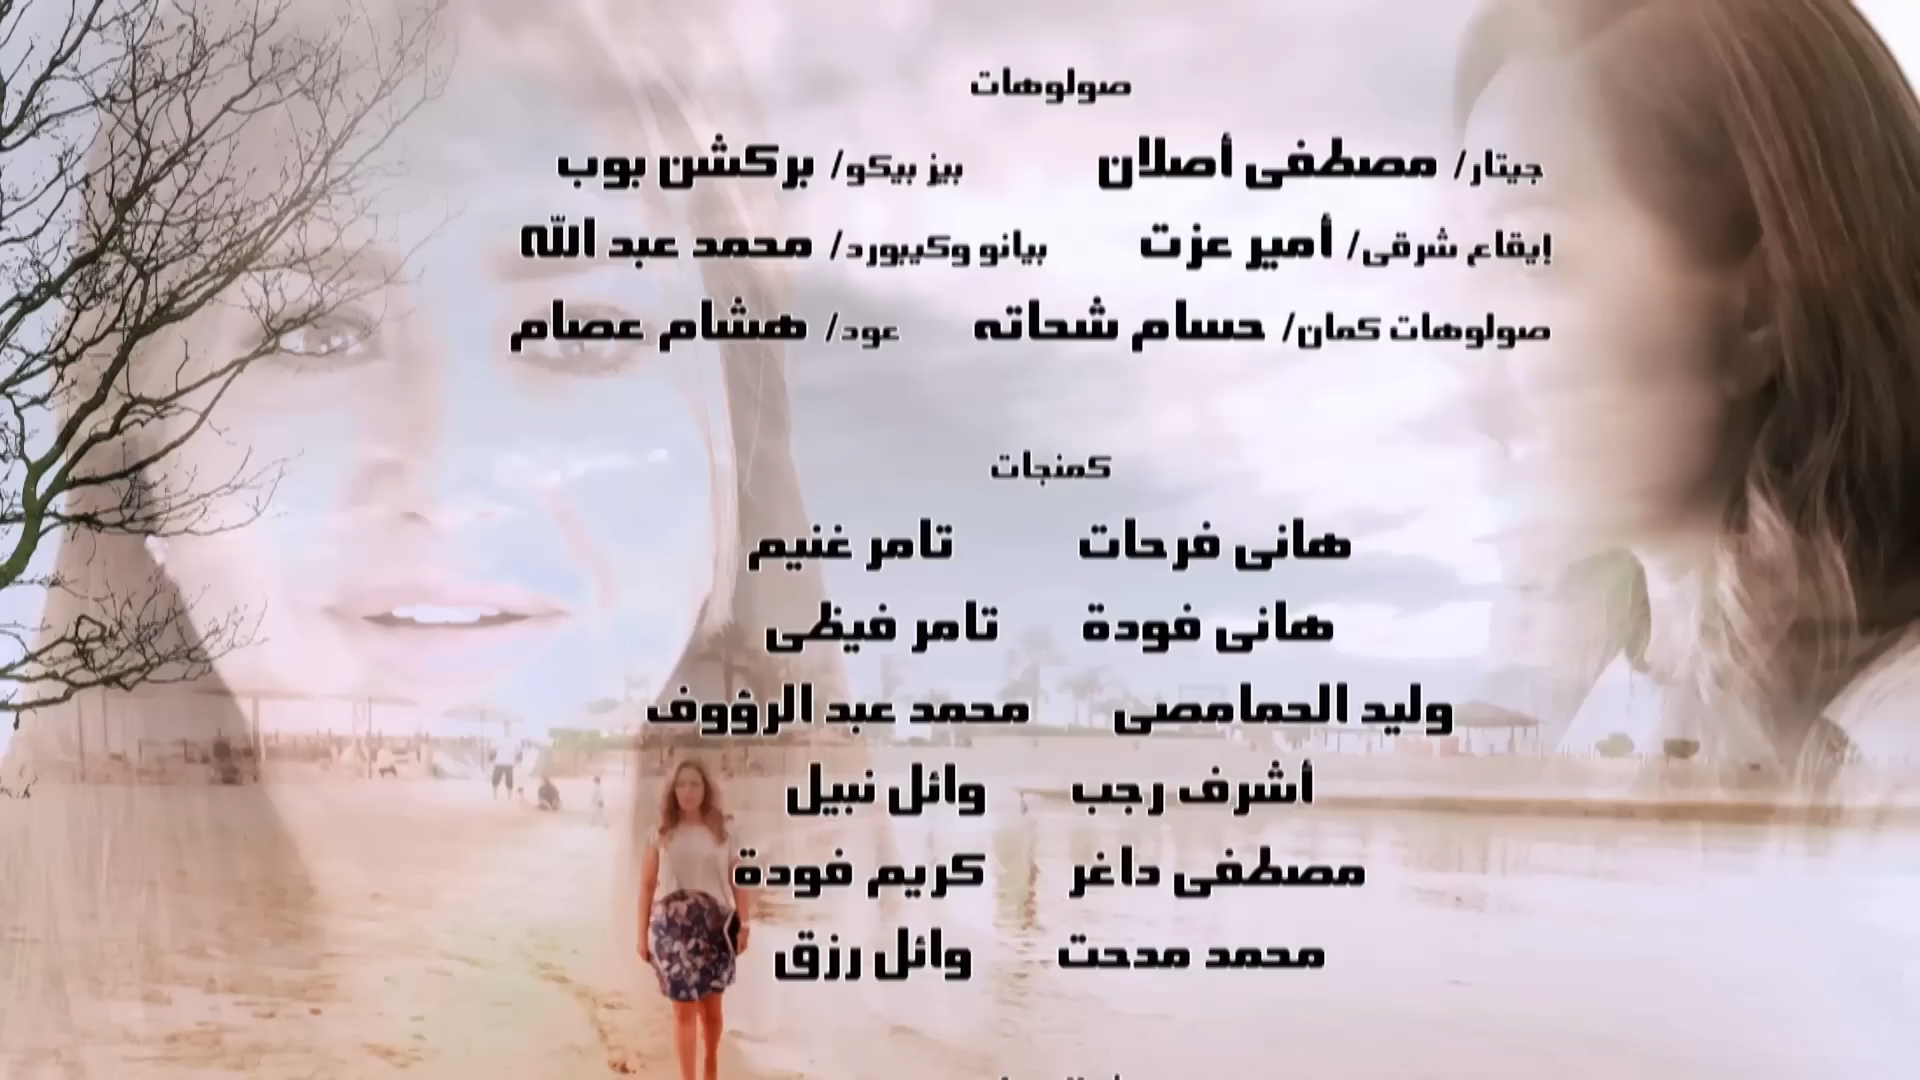 صولوهات
جيتار/ مصطفى أصلان بيز بيكو/ بركشن بوب
إيقاع شرقى/ أمير عزت بيانو وكيبورد/ محمد عبد الله
صولوهات كمان/ حسام شحاته عود/ هشام عصام
كمنجات
هانى فرحات تامر غنيم
هانى فودة تامر فيظى
وليد الحمامصى محمد عبد الرؤوف
أشرف رجب وائل نبيل
مصطفى داغر كريم فودة
محمد مدحت وائل رزق